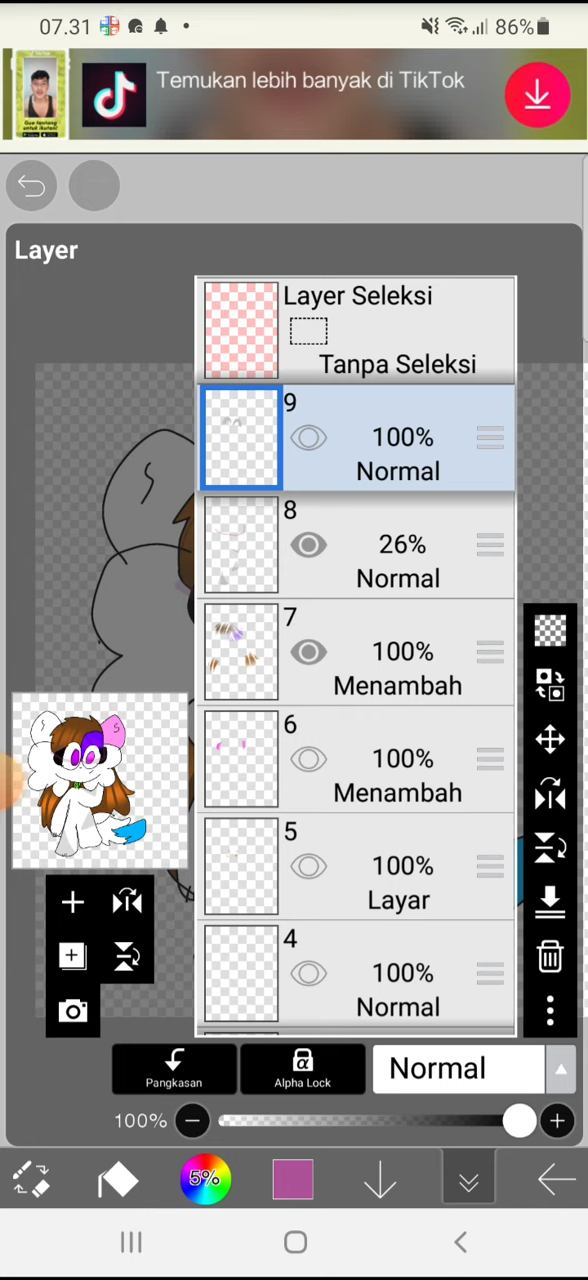 07.31
86%
Temukan lebih banyak di TikTok
Layer
Layer Seleksi
Tanpa Seleksi
9
100%
Normal
8
26%
Normal
7
100%
Menambah
6
100%
Menambah
5
100%
Layar
4
100%
Normal
Pangkasan
α
Alpha Lock
Normal
100%
5%